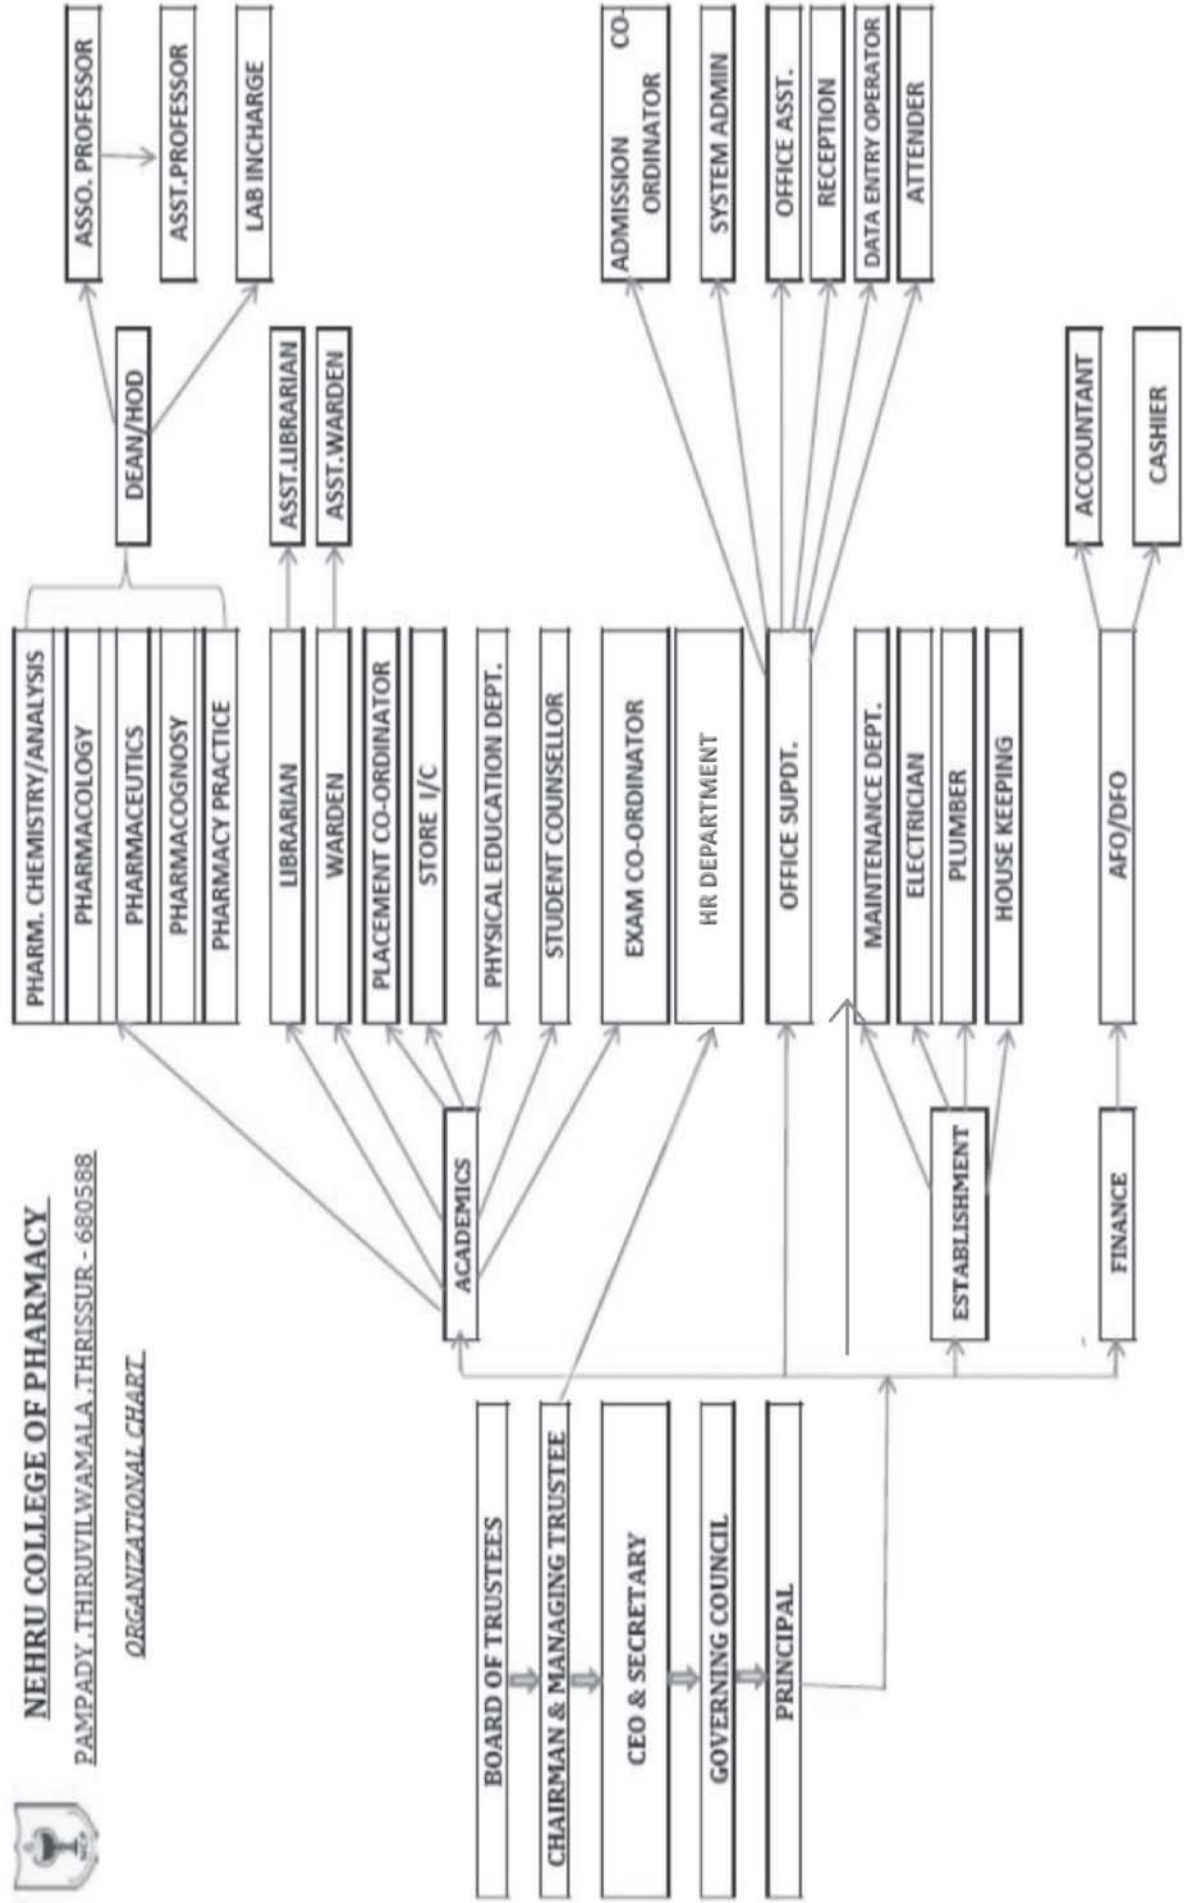 NEHRU COLLEGE OF PHARMACY
PAMPADY ,THIRUVILWAMALA ,THRISSUR - 680588
ORGANIZATIONAL CHART
BOARD OF TRUSTEES
CHAIRMAN & MANAGING TRUSTEE
CEO & SECRETARY
GOVERNING COUNCIL
PRINCIPAL
ACADEMICS
ESTABLISHMENT
FINANCE
PHARM. CHEMISTRY/ANALYSIS
PHARMACOLOGY
PHARMACEUTICS
PHARMACOGNOSY
PHARMACY PRACTICE
LIBRARIAN
WARDEN
PLACEMENT CO-ORDINATOR
STORE I/C
PHYSICAL EDUCATION DEPT.
STUDENT COUNSELLOR
EXAM CO-ORDINATOR
HR DEPARTMENT
OFFICE SUPDT.
MAINTENANCE DEPT.
ELECTRICIAN
PLUMBER
HOUSE KEEPING
AFO/DFO
DEAN/HOD
ASST.LIBRARIAN
ASST.WARDEN
ACCOUNTANT
CASHIER
ASSO. PROFESSOR
ASST.PROFESSOR
LAB INCHARGE
ADMISSION CO-
ORDINATOR
SYSTEM ADMIN
OFFICE ASST.
RECEPTION
DATA ENTRY OPERATOR
ATTENDER